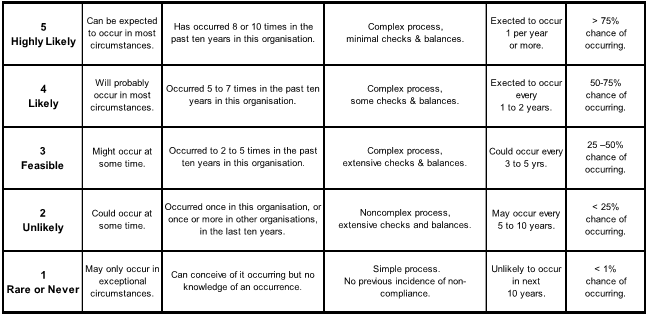 5
Highly Likely
Can be expected
to occur in most
circumstances.
Has occurred 8 or 10 times in the
past ten years in this organisation.
Complex process,
minimal checks & balances.
Expected to occur
1 per year
or more.
> 75%
chance of
occurring.
4
Likely
Will probably
occur in most
circumstances.
Occurred 5 to 7 times in the past ten
years in this organisation.
Complex process,
some checks & balances.
Expected to occur
every
1 to 2 years.
50-75%
chance of
occurring.
3
Feasible
Might occur at
some time.
Occurred to 2 to 5 times in the past
ten years in this organisation.
Complex process,
extensive checks & balances.
Could occur every
3 to 5 yrs.
25 –50%
chance of
occurring.
2
Unlikely
Could occur at
some time.
Occurred once in this organisation, or
once or more in other organisations,
in the last ten years.
Noncomplex process,
extensive checks and balances.
May occur every
5 to 10 years.
< 25%
chance of
occurring.
1
Rare or Never
May only occur in
exceptional
circumstances.
Can conceive of it occurring but no
knowledge of an occurrence.
Simple process.
No previous incidence of non-
compliance.
Unlikely to occur
in next
10 years.
< 1%
chance of
occurring.